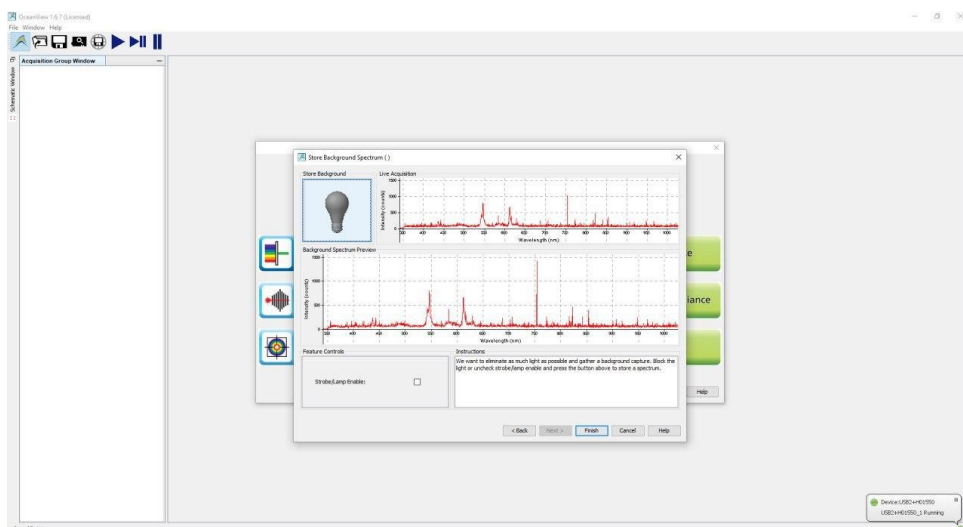 OceanView 1.6.7 (Licensed)
File Window Help
Acquisition Group Window
Schematic Window
Store Background Spectrum ( )
Store Background
Live Acquisition
Intensity (counts)
Wavelength (nm)
Background Spectrum Preview
Intensity (counts)
Wavelength (nm)
e
iance
Feature Controls
Strobe/Lamp Enable:
Instructions
We want to eliminate as much light as possible and gather a background capture. Block the
light or uncheck strobe/lamp enable and press the button above to store a spectrum.
Help
< Back Next > Finish Cancel Help
Device:USB2+H01550
USB2+H01550_1 Running